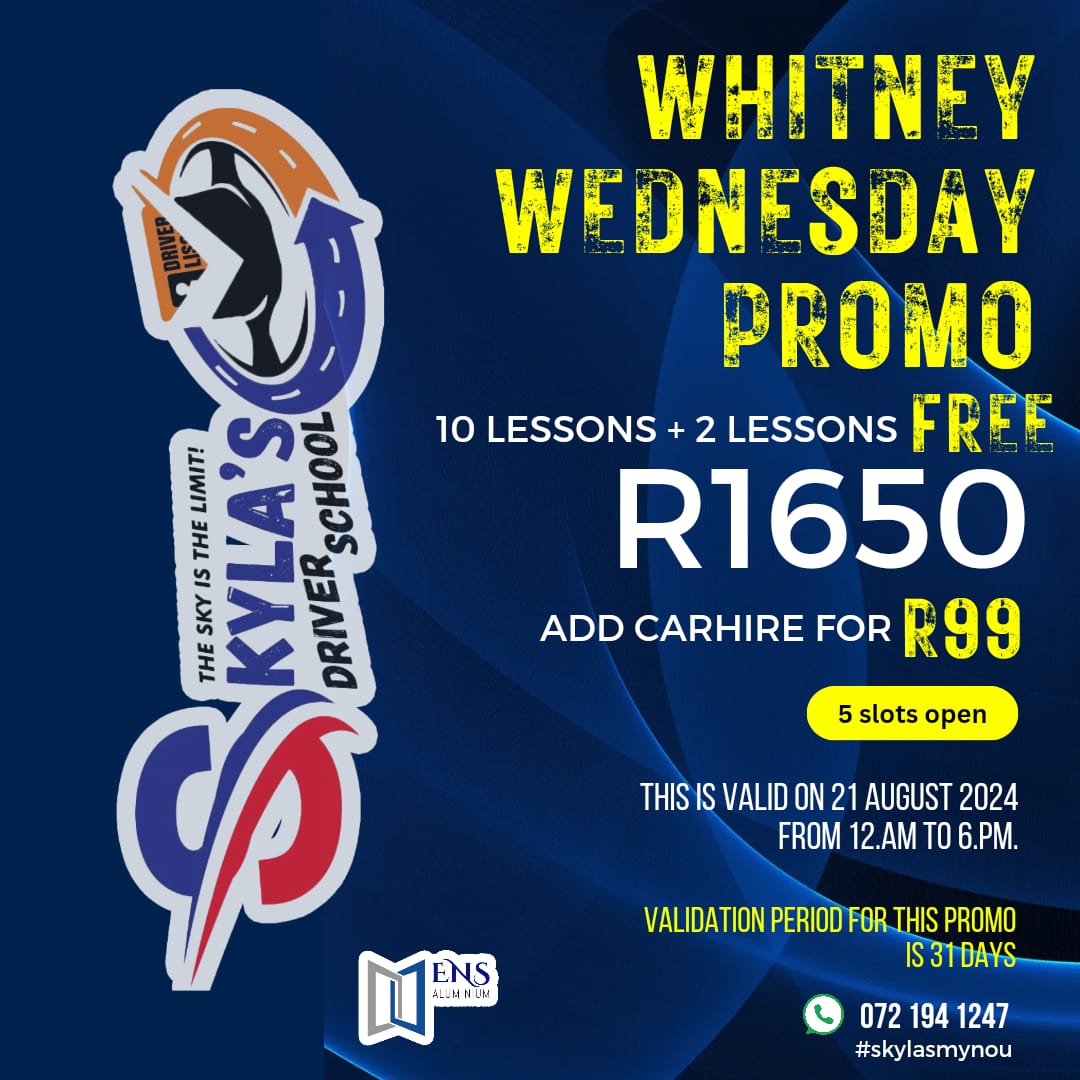 WHITNEY
WEDNESDAY
PROMO
10 LESSONS + 2 LESSONS FREE
R1650
ADD CARHIRE FOR R99
5 slots open
THIS IS VALID ON 21 AUGUST 2024
FROM 12.AM TO 6.PM.
VALIDATION PERIOD FOR THIS PROMO
IS 31 DAYS
072 194 1247
#skylasmynou
THE SKY IS THE LIMIT!
SKYLA'S
DRIVER SCHOOL
DRIVER
ENS
ALUMINIUM